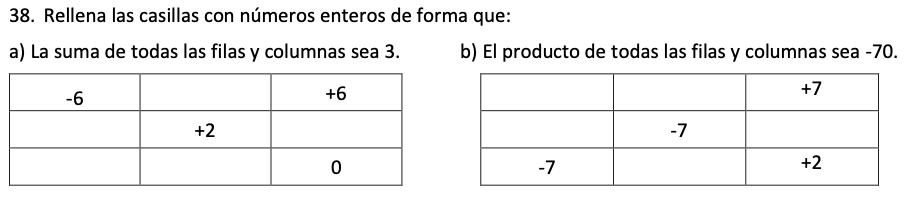 38. Rellena las casillas con números enteros de forma que:
a) La suma de todas las filas y columnas sea 3. b) El producto de todas las filas y columnas sea -70.
-6 +6 +7
+2 -7
0 -7 +2